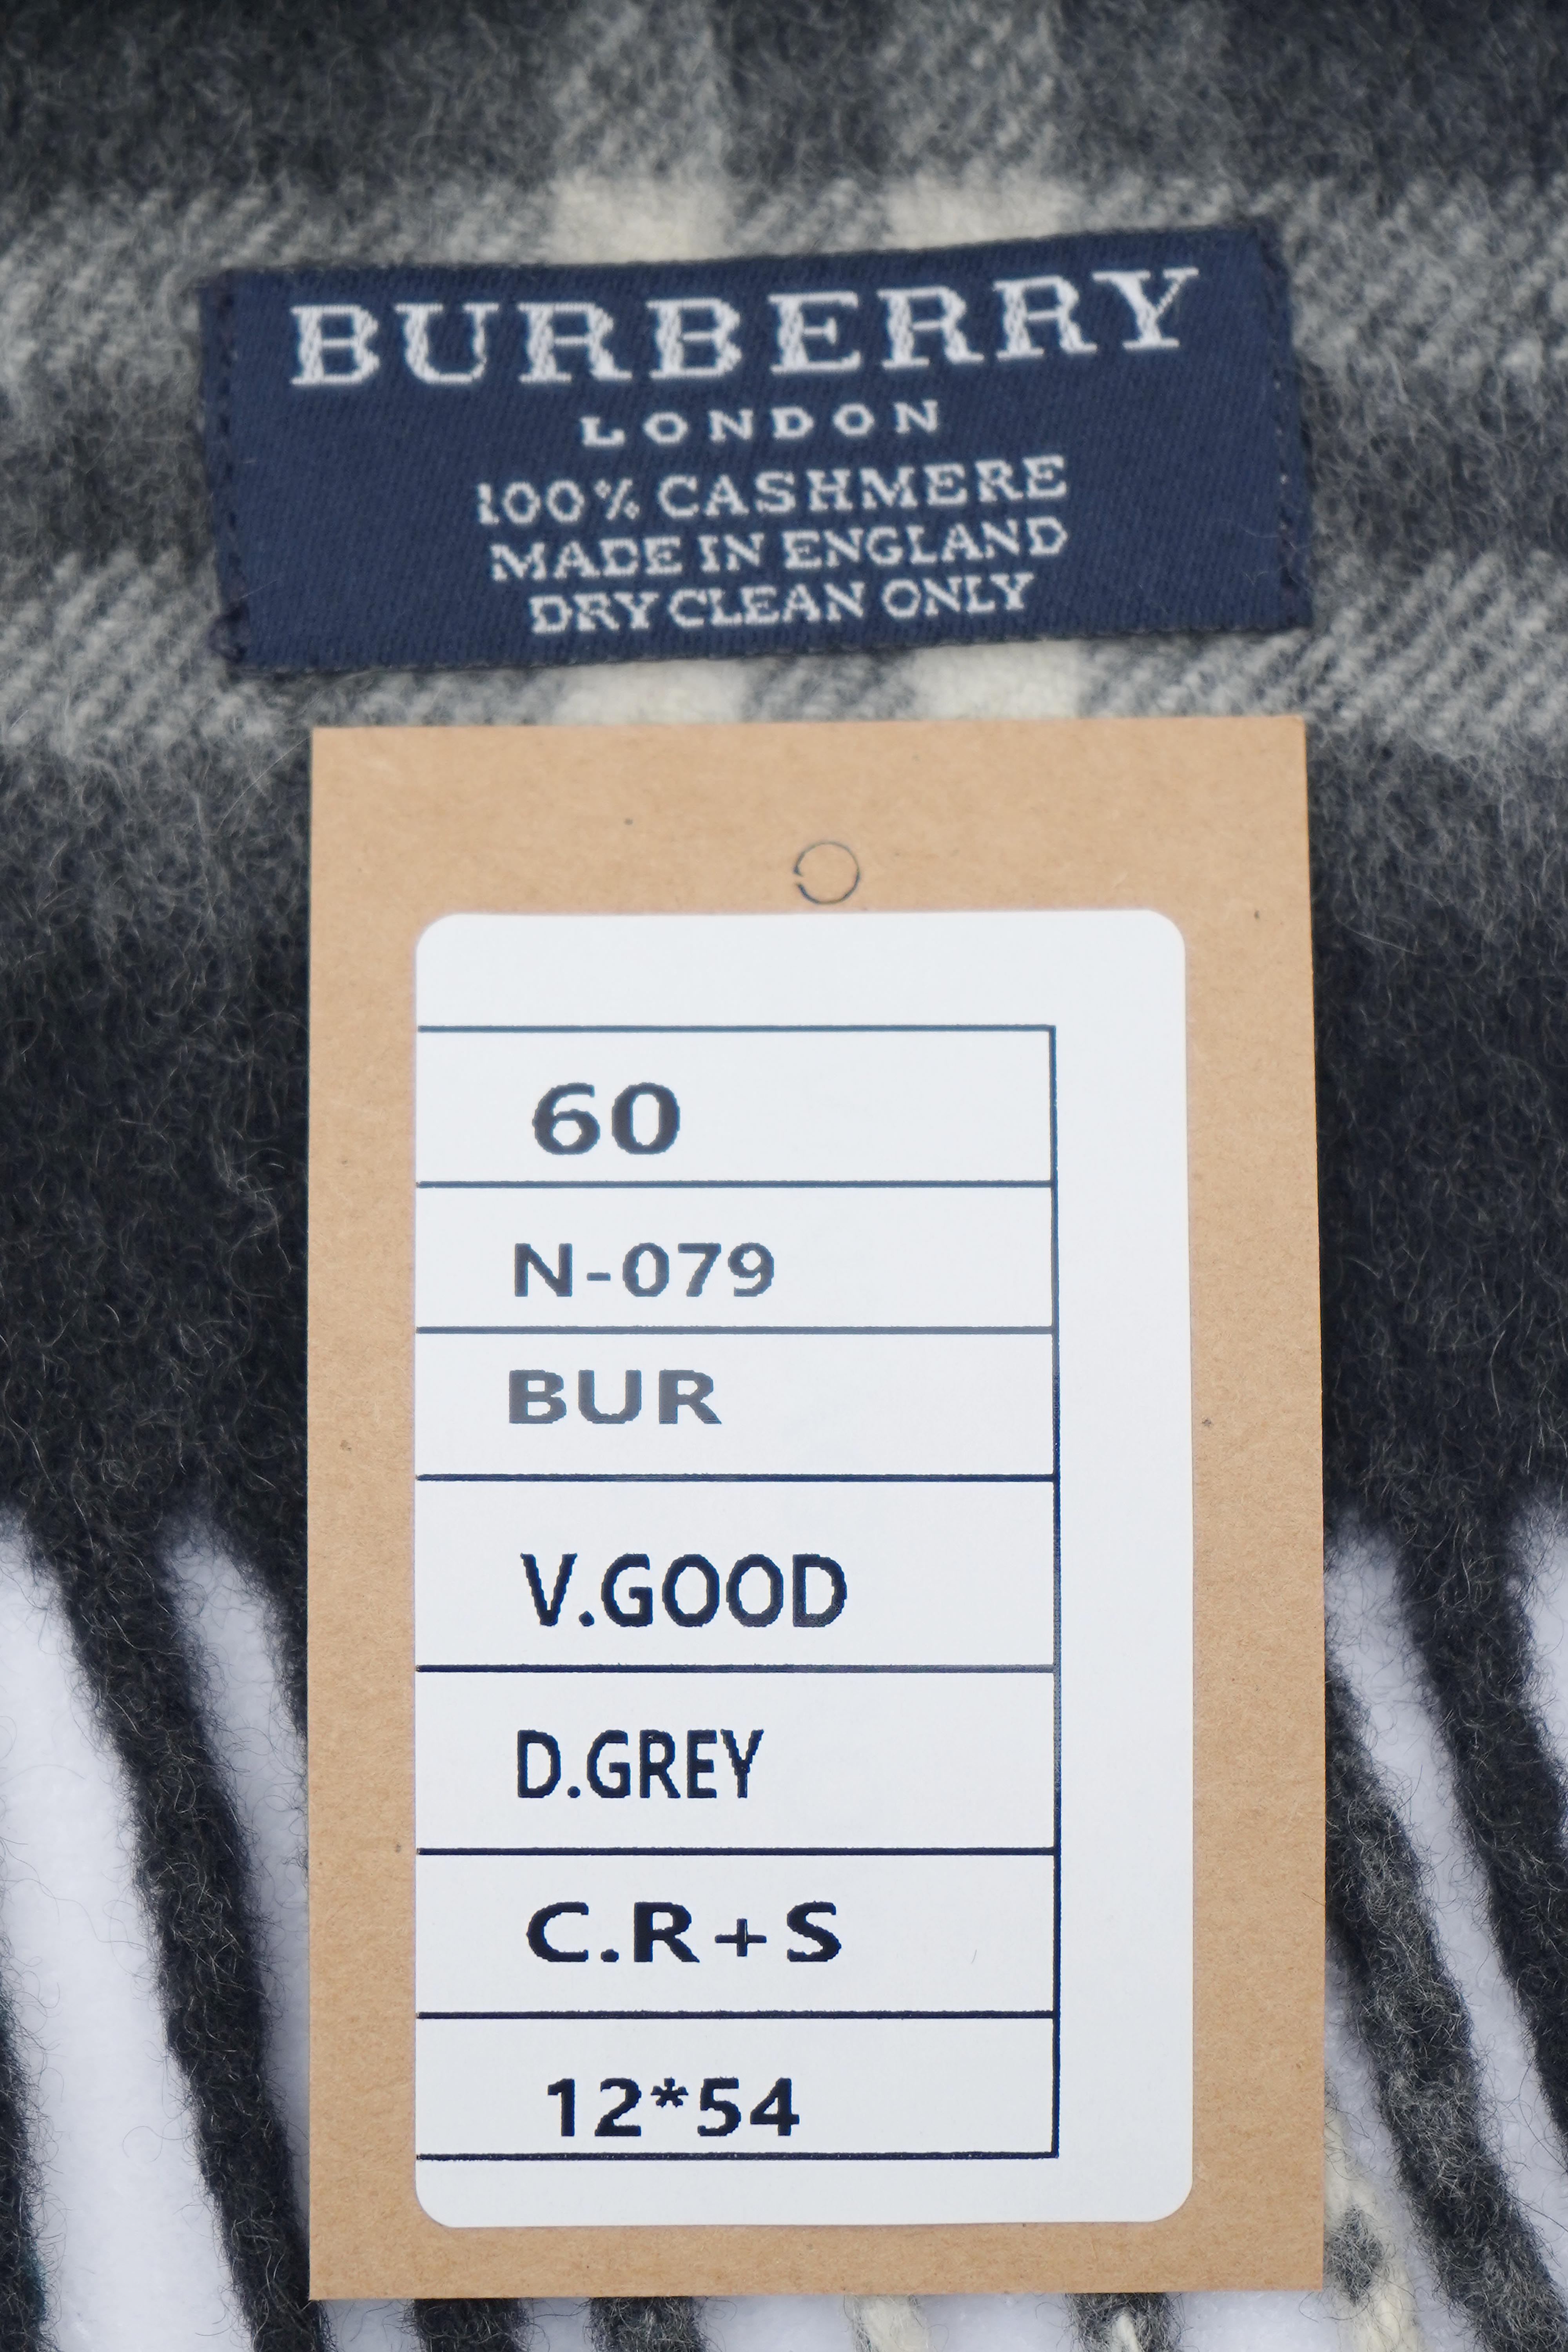 BURBERRY
LONDON
100% CASHMERE
MADE IN ENGLAND
DRY CLEAN ONLY
60
N-079
BUR
V.GOOD
D.GREY
C.R+S
12*54